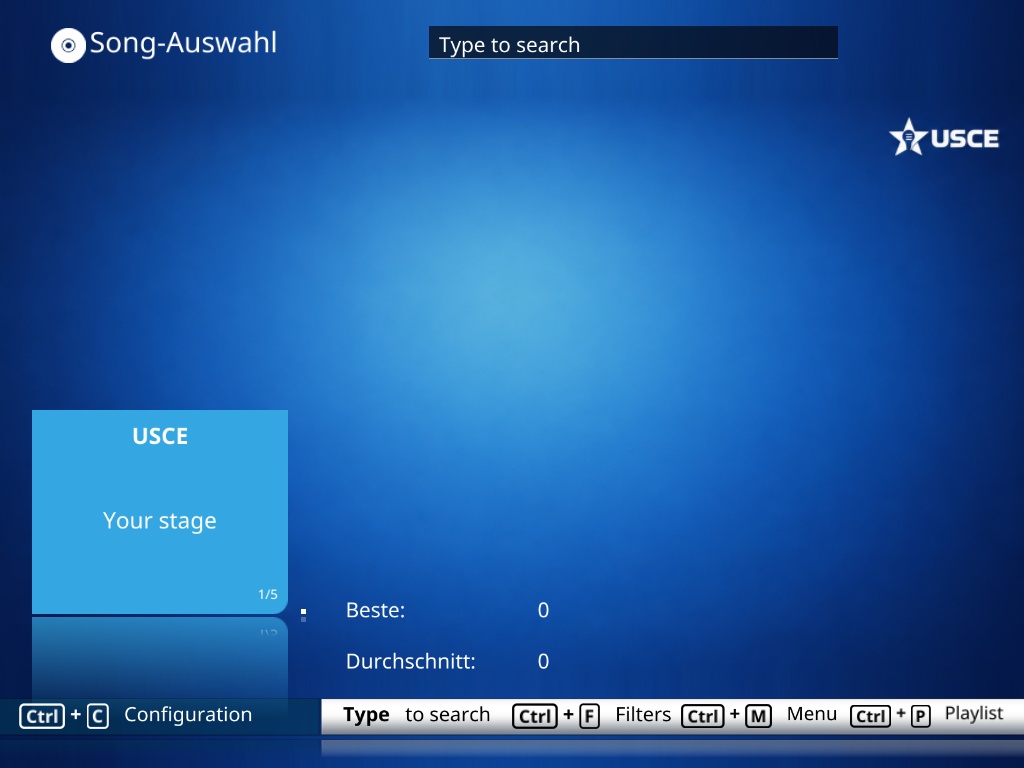 Song-Auswahl
Type to search
USCE
USCE
Your stage
1/5
Beste: 0
Durchschnitt: 0
Ctrl + C Configuration Type to search Ctrl + F Filters Ctrl + M Menu Ctrl + P Playlist